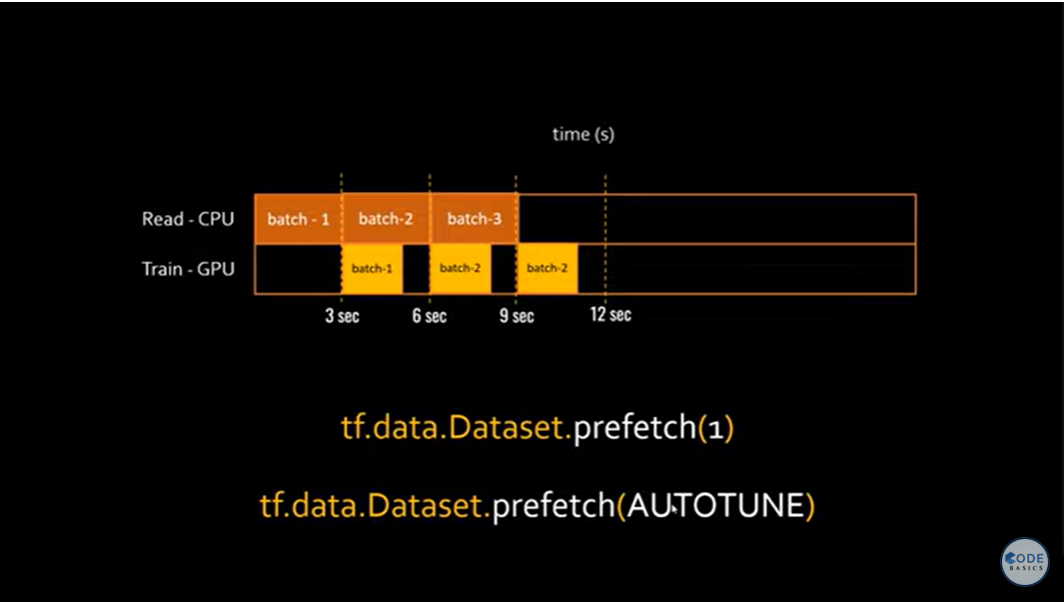 time (s)
Read - CPU batch - 1 batch-2 batch-3
Train - GPU batch-1 batch-2 batch-2
3 sec 6 sec 9 sec 12 sec
tf.data.Dataset.prefetch(1)
tf.data.Dataset.prefetch(AUTOTUNE)
CODE
BASICS